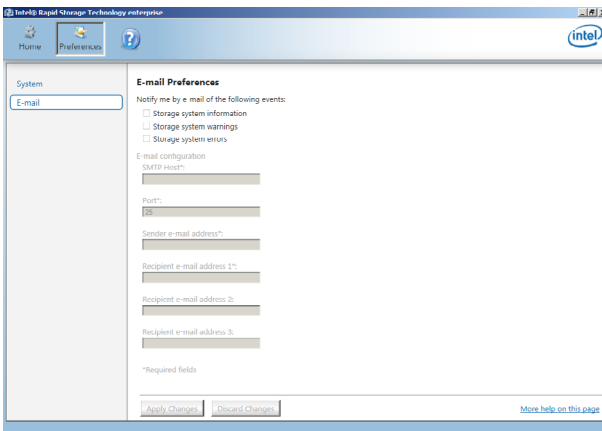 Intel® Rapid Storage Technology enterprise
Home
Preferences
?
intel
System
E-mail
E-mail Preferences
Notify me by e-mail of the following events:
Storage system information
Storage system warnings
Storage system errors
E-mail configuration
SMTP Host*:
Port*:
25
Sender e-mail address*:
Recipient e-mail address 1*:
Recipient e-mail address 2:
Recipient e-mail address 3:
*Required fields
Apply Changes
Discard Changes
More help on this page